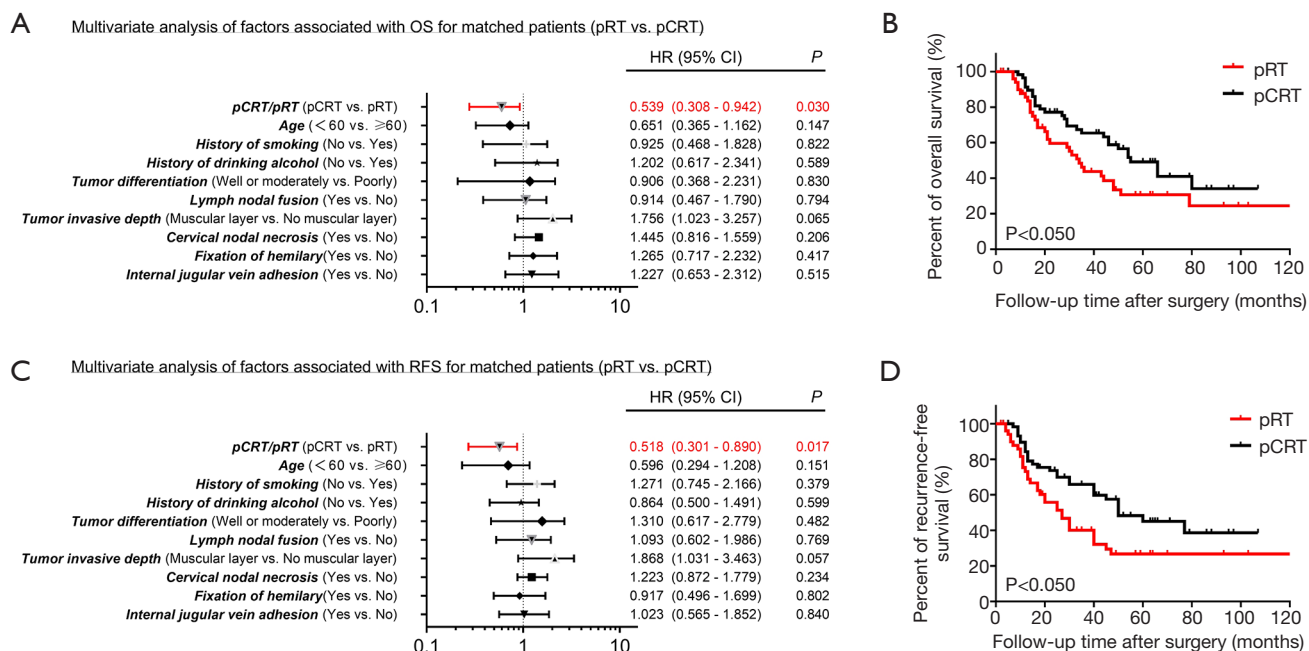 A
Multivariate analysis of factors associated with OS for matched patients (pRT vs. pCRT)
HR (95% CI) P
pCRT/pRT (pCRT vs. pRT) 0.539 (0.308 - 0.942) 0.030
Age (<60 vs. ≥60) 0.651 (0.365 - 1.162) 0.147
History of smoking (No vs. Yes) 0.925 (0.468 - 1.828) 0.822
History of drinking alcohol (No vs. Yes) 1.202 (0.617 - 2.341) 0.589
Tumor differentiation (Well or moderately vs. Poorly) 0.906 (0.368 - 2.231) 0.830
Lymph nodal fusion (Yes vs. No) 0.914 (0.467 - 1.790) 0.794
Tumor invasive depth (Muscular layer vs. No muscular layer) 1.756 (1.023 - 3.257) 0.065
Cervical nodal necrosis (Yes vs. No) 1.445 (0.816 - 1.559) 0.206
Fixation of hemilary(Yes vs. No) 1.265 (0.717 - 2.232) 0.417
Internal jugular vein adhesion (Yes vs. No) 1.227 (0.653 - 2.312) 0.515
0.1 1 10
B
Percent of overall survival (%)
100
80
60
40
20
0
pRT
pCRT
P<0.050
0 20 40 60 80 100 120
Follow-up time after surgery (months)
C
Multivariate analysis of factors associated with RFS for matched patients (pRT vs. pCRT)
HR (95% CI) P
pCRT/pRT (pCRT vs. pRT) 0.518 (0.301 - 0.890) 0.017
Age (<60 vs. ≥60) 0.596 (0.294 - 1.208) 0.151
History of smoking (No vs. Yes) 1.271 (0.745 - 2.166) 0.379
History of drinking alcohol (No vs. Yes) 0.864 (0.500 - 1.491) 0.599
Tumor differentiation (Well or moderately vs. Poorly) 1.310 (0.617 - 2.779) 0.482
Lymph nodal fusion (Yes vs. No) 1.093 (0.602 - 1.986) 0.769
Tumor invasive depth (Muscular layer vs. No muscular layer) 1.868 (1.031 - 3.463) 0.057
Cervical nodal necrosis (Yes vs. No) 1.223 (0.872 - 1.779) 0.234
Fixation of hemilary(Yes vs. No) 0.917 (0.496 - 1.699) 0.802
Internal jugular vein adhesion (Yes vs. No) 1.023 (0.565 - 1.852) 0.840
0.1 1 10
D
Percent of recurrence-free
survival (%)
100
80
60
40
20
0
pRT
pCRT
P<0.050
0 20 40 60 80 100 120
Follow-up time after surgery (months)